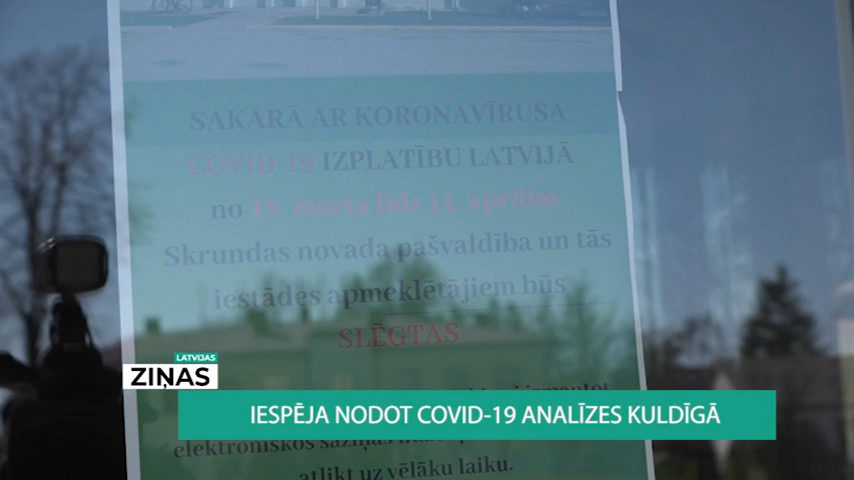 SAKARĀ AR KORONAVĪRUSA
COVID-19 IZPLATĪBU LATVIJĀ
no 18. marta līdz 14. aprīlim
Skrundas novada pašvaldība un tās
iestādes apmeklētājiem būs
SLĒGTAS
elektroniskos saziņas
atlikt uz vēlāku laiku.
LATVIJAS
ZIŅAS
IESPĒJA NODOT COVID-19 ANALĪZES KULDĪGĀ